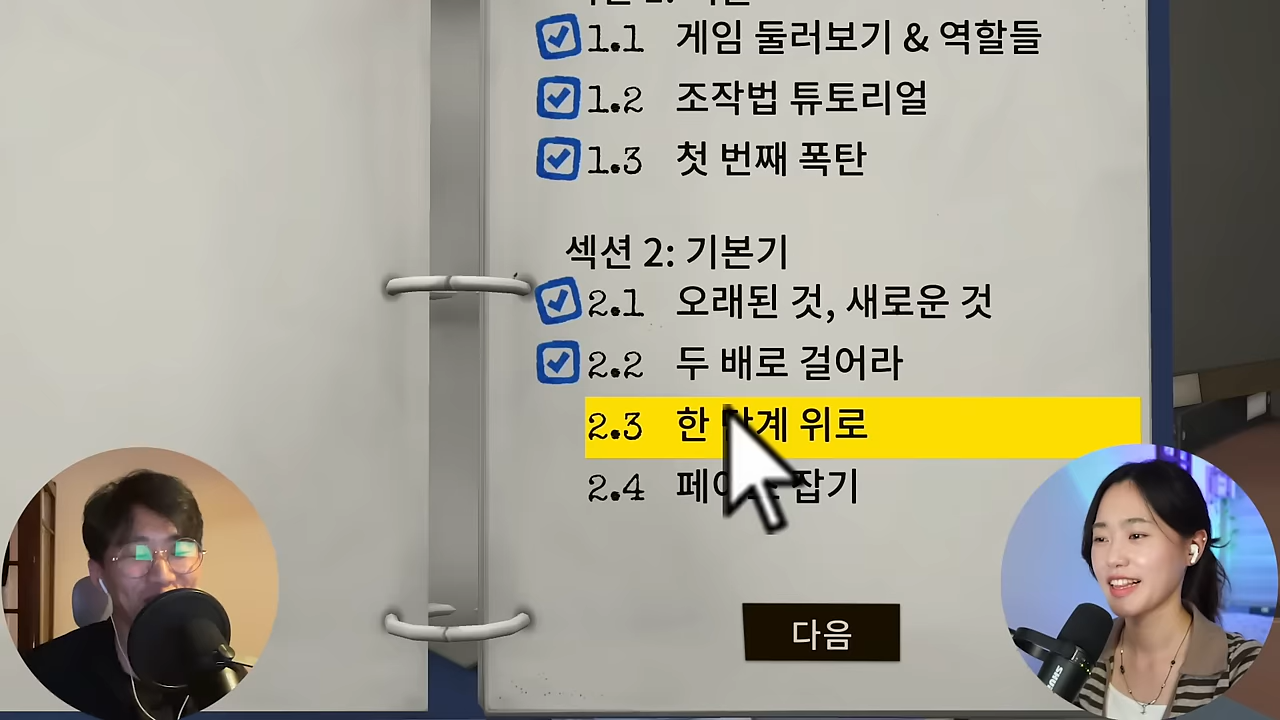 1.1 게임 둘러보기 & 역할들
1.2 조작법 튜토리얼
1.3 첫 번째 폭탄
섹션 2: 기본기
2.1 오래된 것, 새로운 것
2.2 두 배로 걸어라
2.3 한 단계 위로
2.4 잡기
다음